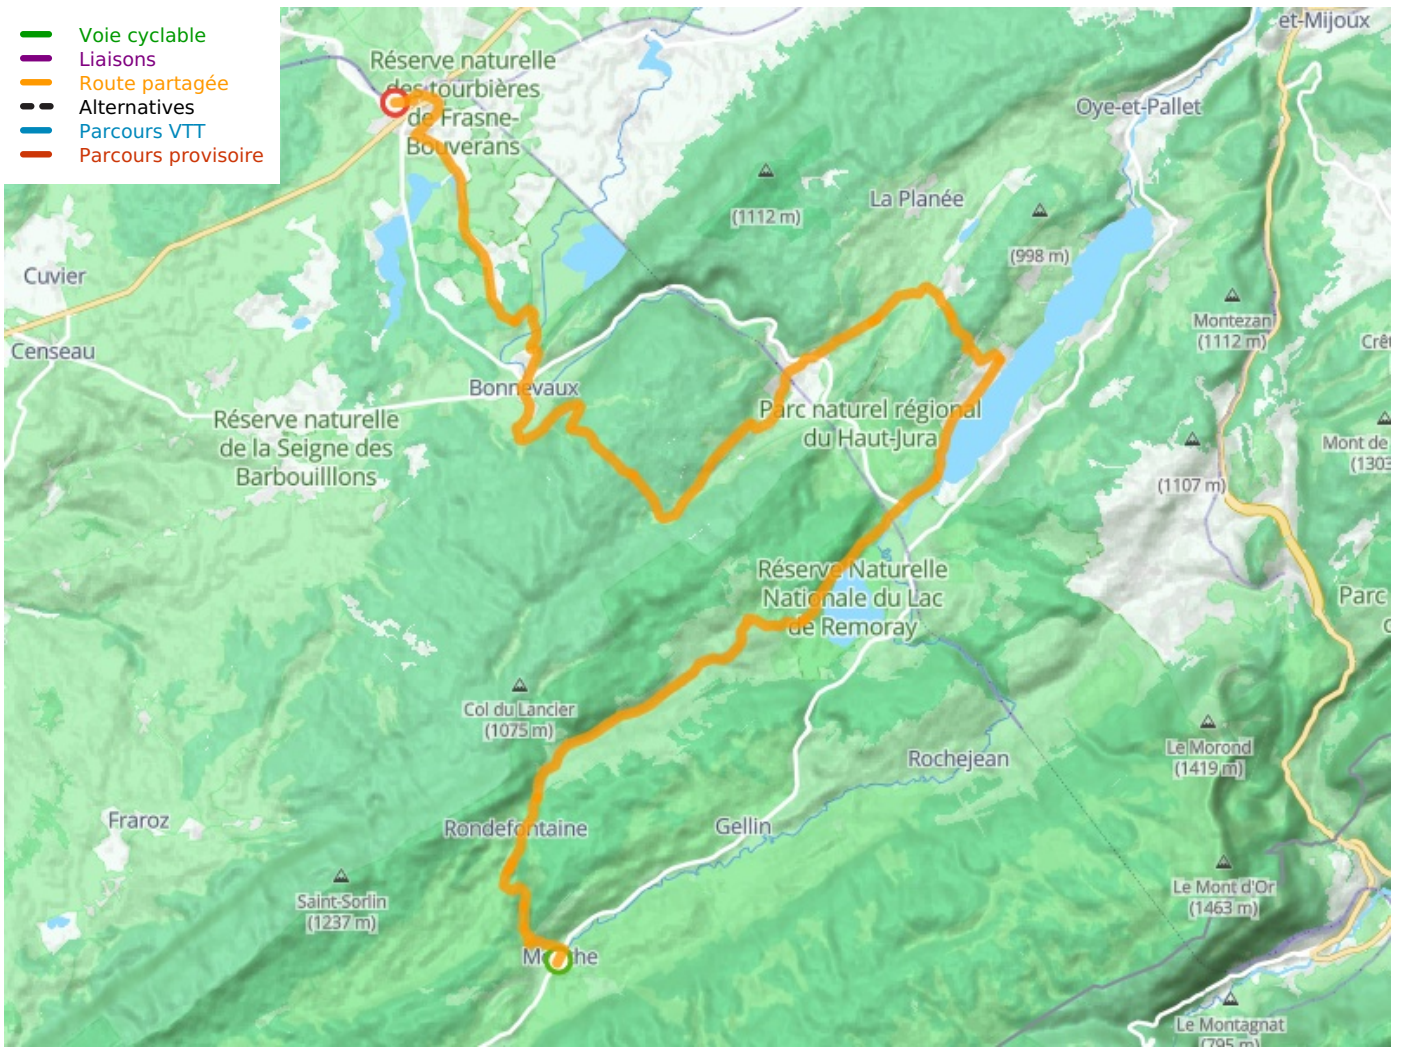 Voie cyclable
Liaisons
Route partagée
Alternatives
Parcours VTT
Parcours provisoire
et-Mijoux
Réserve naturelle
des tourbières
de Frasne-
Bouverans
Oye-et-Pallet
La Planée
(1112 m)
(998 m)
Cuvier
Montezan
(1112 m)
Censeau
Crêt
Bonnevaux
Réserve naturelle
de la Seigne des
Barbouilllons
Parc naturel régional
du Haut-Jura
Mont de
(1303
(1107 m)
Réserve Naturelle
Nationale du Lac
de Remoray
Parc
Col du Lancier
(1075 m)
Rochejean
Le Morond
(1419 m)
Fraroz
Rondefontaine
Gellin
Saint-Sorlin
(1237 m)
Le Mont d'Or
(1463 m)
Mouthe
Le Montagnat
(795 m)